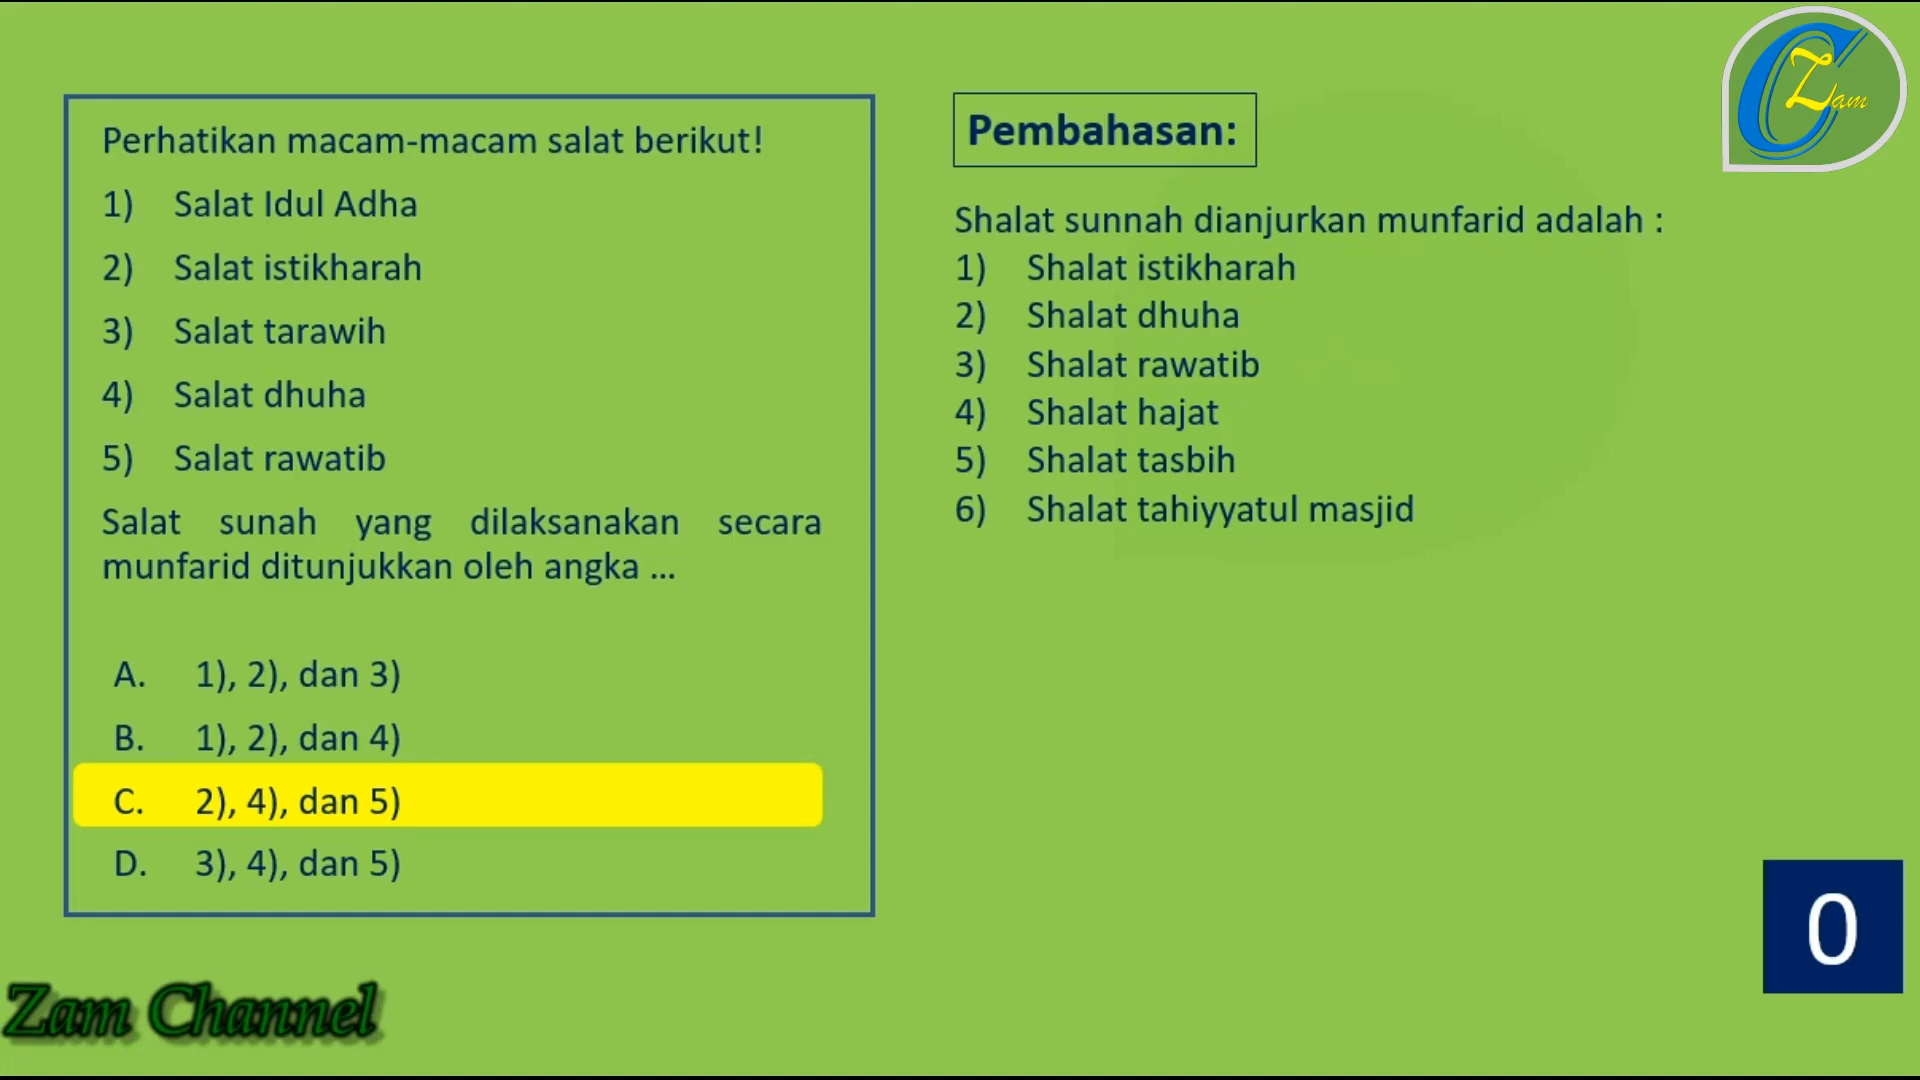 Perhatikan macam-macam salat berikut!
1) Salat Idul Adha
2) Salat istikharah
3) Salat tarawih
4) Salat dhuha
5) Salat rawatib
Salat sunah yang dilaksanakan secara
munfarid ditunjukkan oleh angka ...
A. 1), 2), dan 3)
B. 1), 2), dan 4)
C. 2), 4), dan 5)
D. 3), 4), dan 5)
Pembahasan:
Shalat sunnah dianjurkan munfarid adalah :
1) Shalat istikharah
2) Shalat dhuha
3) Shalat rawatib
4) Shalat hajat
5) Shalat tasbih
6) Shalat tahiyyatul masjid
C Zam
0
Zam Channel